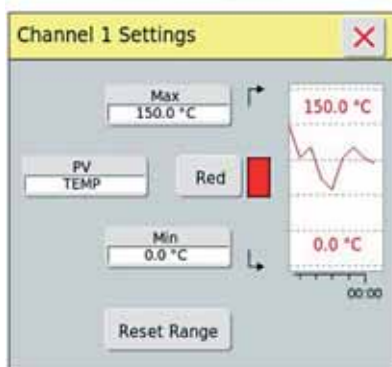 Channel 1 Settings
Max
150.0 °C
150.0 °C
PV
TEMP
Red
Min
0.0 °C
0.0 °C
00:00
Reset Range